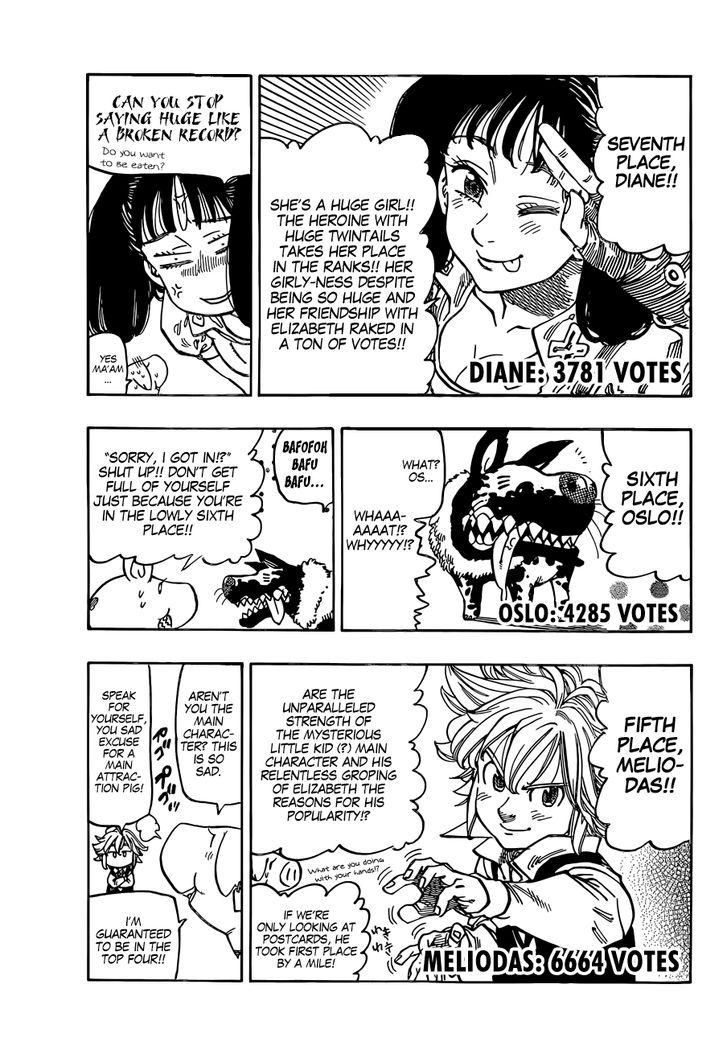 SEVENTH
PLACE,
DIANE!!
SHE'S A HUGE GIRL!!
THE HEROINE WITH
HUGE TWINTAILS
TAKES HER PLACE
IN THE RANKS!! HER
GIRLY-NESS DESPITE
BEING SO HUGE AND
HER FRIENDSHIP WITH
ELIZABETH RAKED IN
A TON OF VOTES!!
DIANE: 3781 VOTES
CAN YOU STOP
SAYING HUGE LIKE
A BROKEN RECORD?
Do you want
to be eaten?
YES
MA'AM
...
SIXTH
PLACE,
OSLO!!
WHAT?
OS...
WHAAA-
AAAAT!?
WHYYYYY!?
OSLO: 4285 VOTES
BAFOFOH
BAFU
BAFU...
"SORRY, I GOT IN!?"
SHUT UP!! DON'T GET
FULL OF YOURSELF
JUST BECAUSE YOU'RE
IN THE LOWLY SIXTH
PLACE!!
FIFTH
PLACE,
MELIO-
DAS!!
ARE THE
UNPARALLELED
STRENGTH OF
THE MYSTERIOUS
LITTLE KID (?) MAIN
CHARACTER AND HIS
RELENTLESS GROPING
OF ELIZABETH THE
REASONS FOR HIS
POPULARITY!?
What are you doing
with your hands!?
IF WE'RE
ONLY LOOKING AT
POSTCARDS, HE
TOOK FIRST PLACE
BY A MILE!
わき
わき
MELIODAS: 6664 VOTES
AREN'T
YOU THE
MAIN
CHARAC-
TER? THIS
IS SO
SAD.
SPEAK
FOR
YOURSELF,
YOU SAD
EXCUSE
FOR A
MAIN
ATTRAC-
TION PIG!
I'M
GUARANTEED
TO BE IN THE
TOP FOUR!!